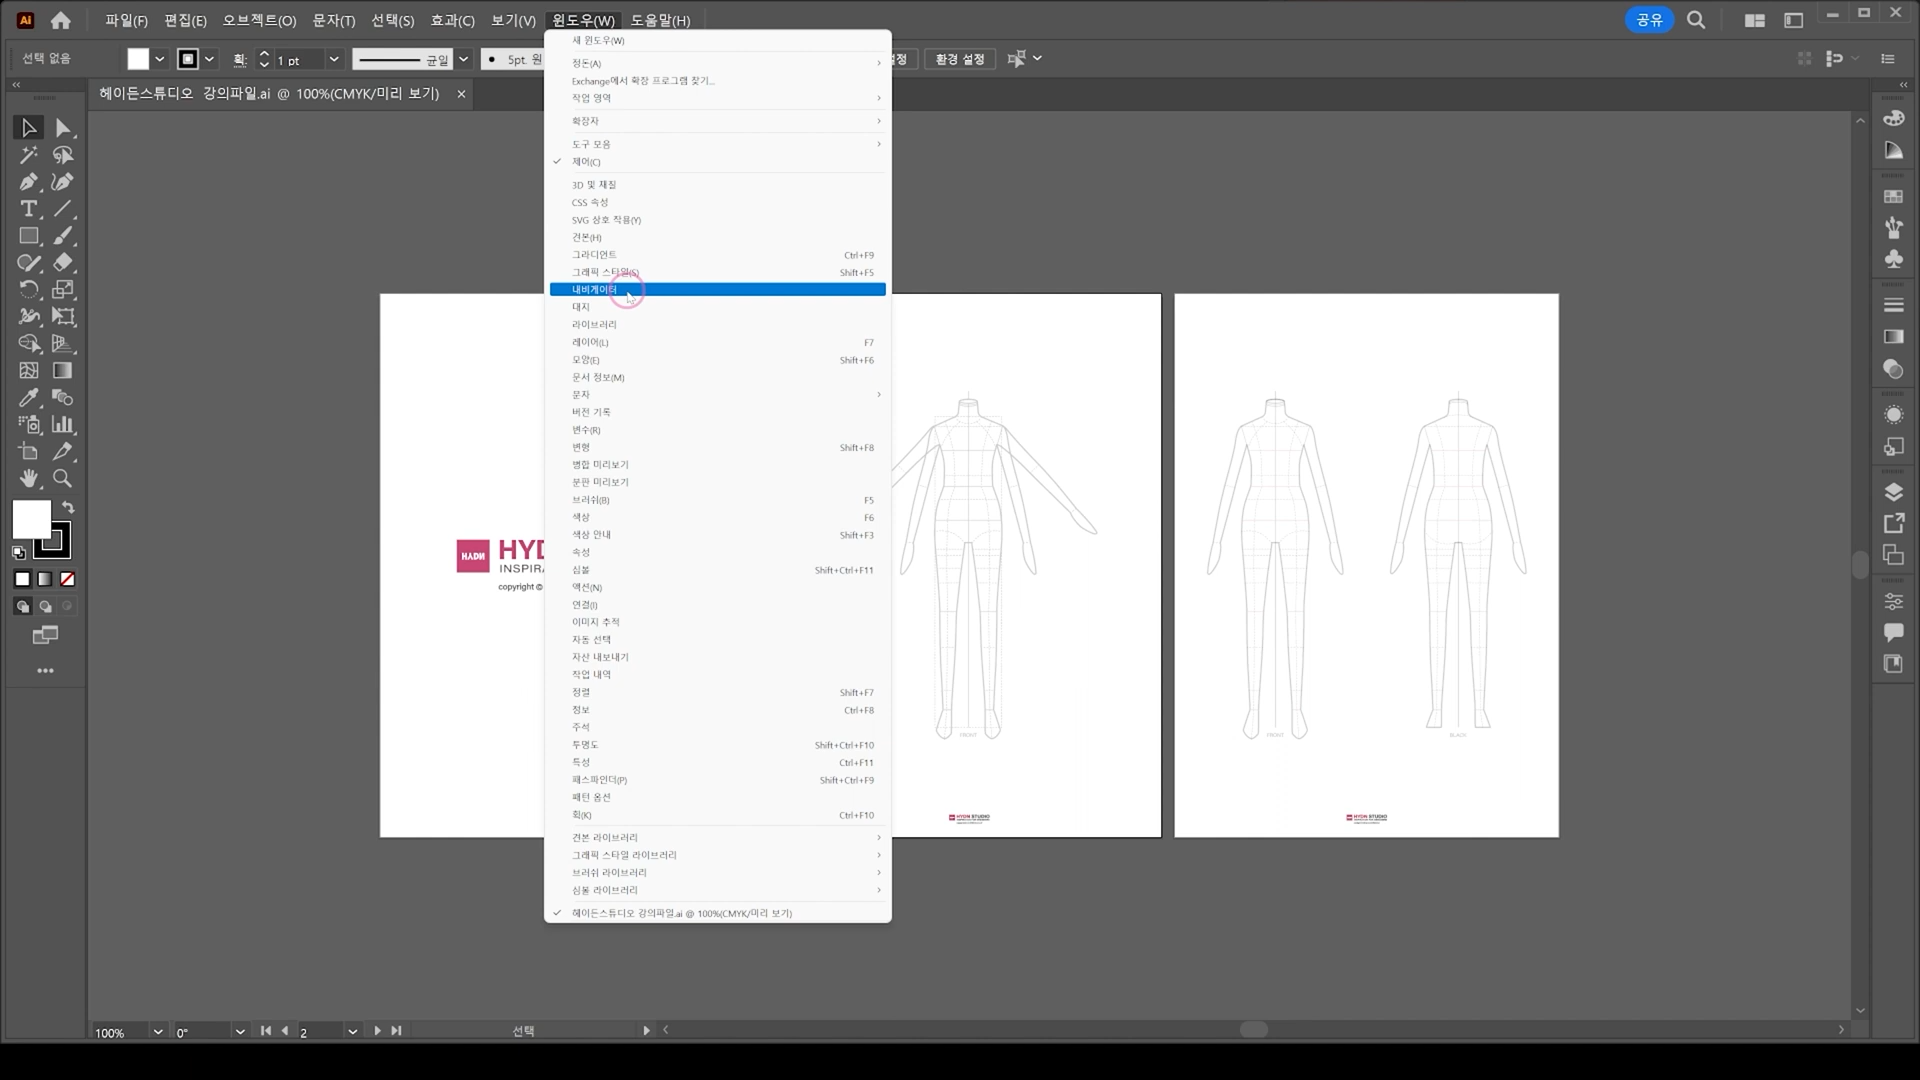 Ai 파일(F) 편집(E) 오브젝트(O) 문자(T) 선택(S) 효과(C) 보기(V) 윈도우(W) 도움말(H) 공유
선택 없음 획: 1 pt 균일 5pt. 원 환경 설정
헤이든스튜디오 강의파일.ai @ 100%(CMYK/미리 보기) ×
새 윈도우(W)
정돈(A)
Exchange에서 확장 프로그램 찾기...
작업 영역
확장자
도구 모음
제어(C)
3D 및 재질
CSS 속성
SVG 상호 작용(Y)
견본(H)
그라디언트 Ctrl+F9
그래픽 스타일(S) Shift+F5
내비게이터
대지
라이브러리
레이어(L) F7
모양(E) Shift+F6
문서 정보(M)
문자
버전 기록
변수(R)
변형 Shift+F8
병합 미리보기
분판 미리보기
브러쉬(B) F5
색상 F6
색상 안내 Shift+F3
속성
심볼 Shift+Ctrl+F11
액션(N)
연결(I)
이미지 추적
자동 선택
자산 내보내기
작업 내역
정렬 Shift+F7
정보 Ctrl+F8
주석
투명도 Shift+Ctrl+F10
특성 Ctrl+F11
패스파인더(P) Shift+Ctrl+F9
패턴 옵션
획(K) Ctrl+F10
견본 라이브러리
그래픽 스타일 라이브러리
브러쉬 라이브러리
심볼 라이브러리
헤이든스튜디오 강의파일.ai @ 100%(CMYK/미리 보기)
HYDN
INSPIRA
copyright ©
FRONT
FRONT
BLACK
HYDN STUDIO
HYDN STUDIO
100% 0° 2 선택